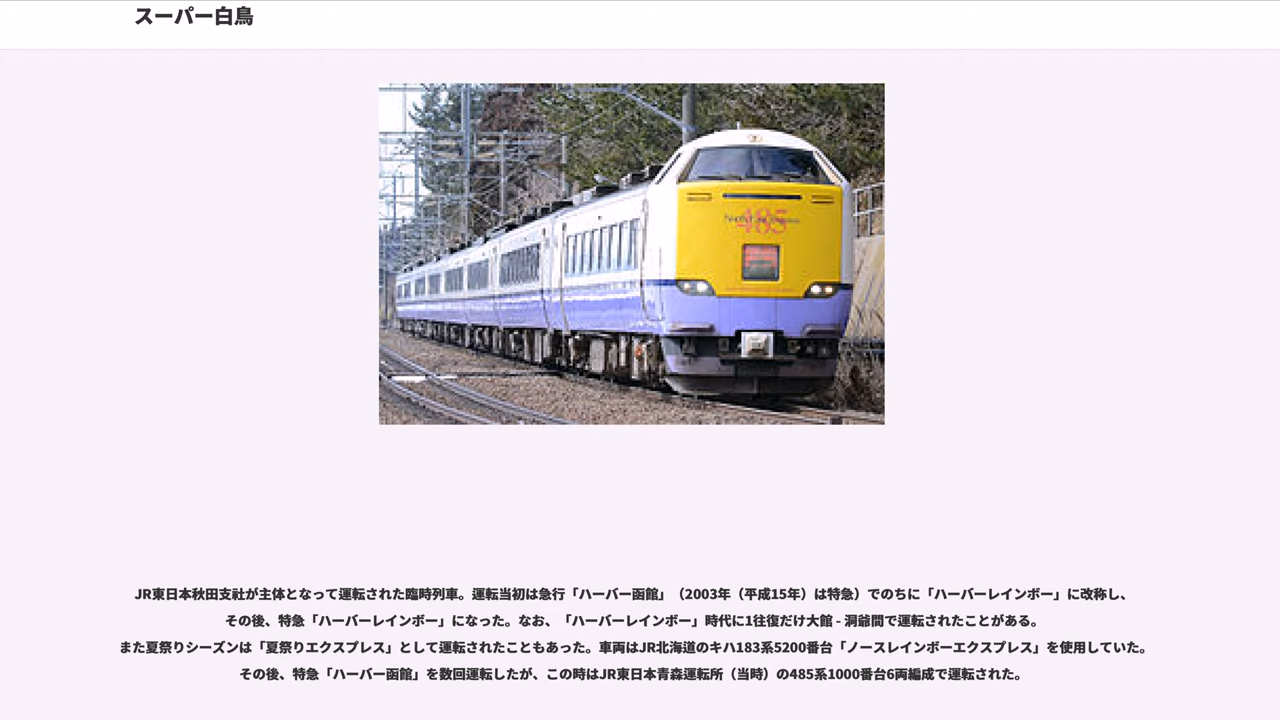 スーパー白鳥
485
JR東日本秋田支社が主体となって運転された臨時列車。運転当初は急行「ハーバー函館」（2003年（平成15年）は特急）でのちに「ハーバーレインボー」に改称し、
その後、特急「ハーバーレインボー」になった。なお、「ハーバーレインボー」時代に1往復だけ大館 - 洞爺間で運転されたことがある。
また夏祭りシーズンは「夏祭りエクスプレス」として運転されたこともあった。車両はJR北海道のキハ183系5200番台「ノースレインボーエクスプレス」を使用していた。
その後、特急「ハーバー函館」を数回運転したが、この時はJR東日本青森運転所（当時）の485系1000番台6両編成で運転された。